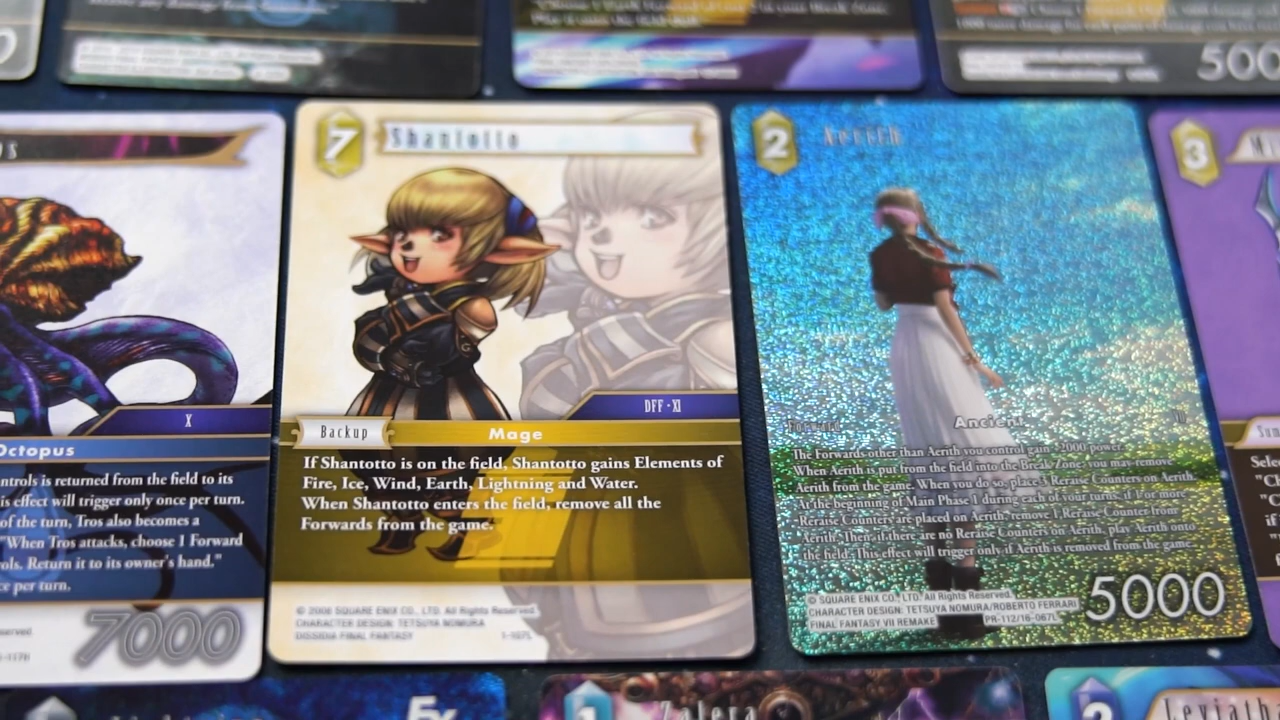 500
s
X
Octopus
ntrols is returned from the field to its
is effect will trigger only once per turn.
of the turn, Tros also becomes a
"When Tros attacks, choose 1 Forward
rols. Return it to its owner's hand."
ce per turn.
7000
7
Shantotto
DFF - XI
Backup
Mage
If Shantotto is on the field, Shantotto gains Elements of
Fire, Ice, Wind, Earth, Lightning and Water.
When Shantotto enters the field, remove all the
Forwards from the game.
© 2008 SQUARE ENIX CO., LTD. All Rights Reserved.
CHARACTER DESIGN: TETSUYA NOMURA
DISSIDIA FINAL FANTASY
1-107L
2
Aerith
Forward
Ancient
VII
The Forwards other than Aerith you control gain +2000 power.
When Aerith is put from the field into the Break Zone, you may remove
Aerith from the game. When you do so, place 3 Reraise Counters on Aerith.
At the beginning of Main Phase 1 during each of your turns, if 1 or more
Reraise Counters are placed on Aerith, remove 1 Reraise Counter from
Aerith. Then if there are no Reraise Counters on Aerith, play Aerith onto
the field. This effect will trigger only if Aerith is removed from the game.
5000
© SQUARE ENIX CO., LTD. All Rights Reserved.
CHARACTER DESIGN: TETSUYA NOMURA/ROBERTO FERRARI
FINAL FANTASY VII REMAKE
PR-112/16-067L
3
Sum
Selec
1
Zalera
2
Leviath